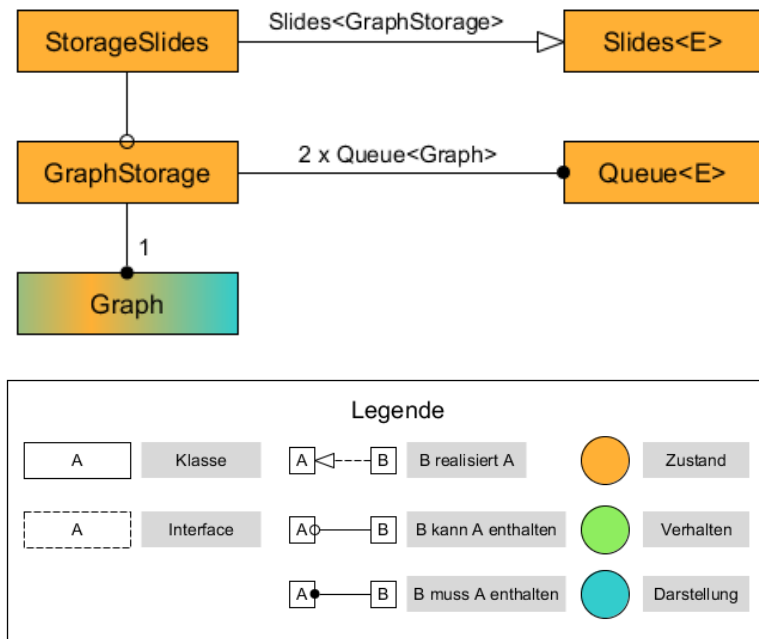 Slides<GraphStorage>
StorageSlides
Slides<E>
2 x Queue<Graph>
GraphStorage
Queue<E>
1
Graph
Legende
A
Klasse
A
B
B realisiert A
Zustand
A
Interface
A
B
B kann A enthalten
Verhalten
A
B
B muss A enthalten
Darstellung